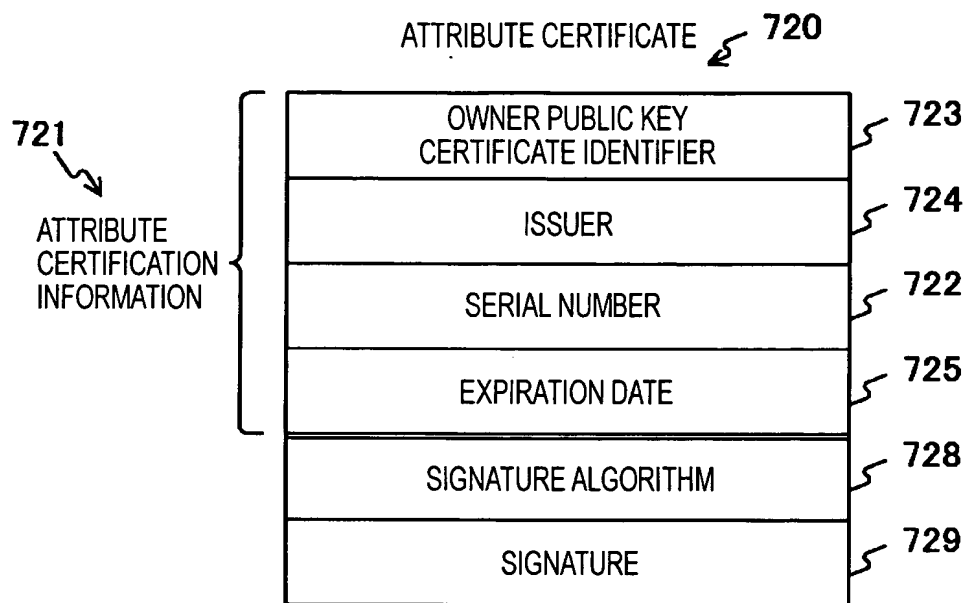 ATTRIBUTE CERTIFICATE 720
OWNER PUBLIC KEY
CERTIFICATE IDENTIFIER
723
721
ISSUER
724
ATTRIBUTE
CERTIFICATION
INFORMATION
SERIAL NUMBER
722
EXPIRATION DATE
725
SIGNATURE ALGORITHM
728
SIGNATURE
729